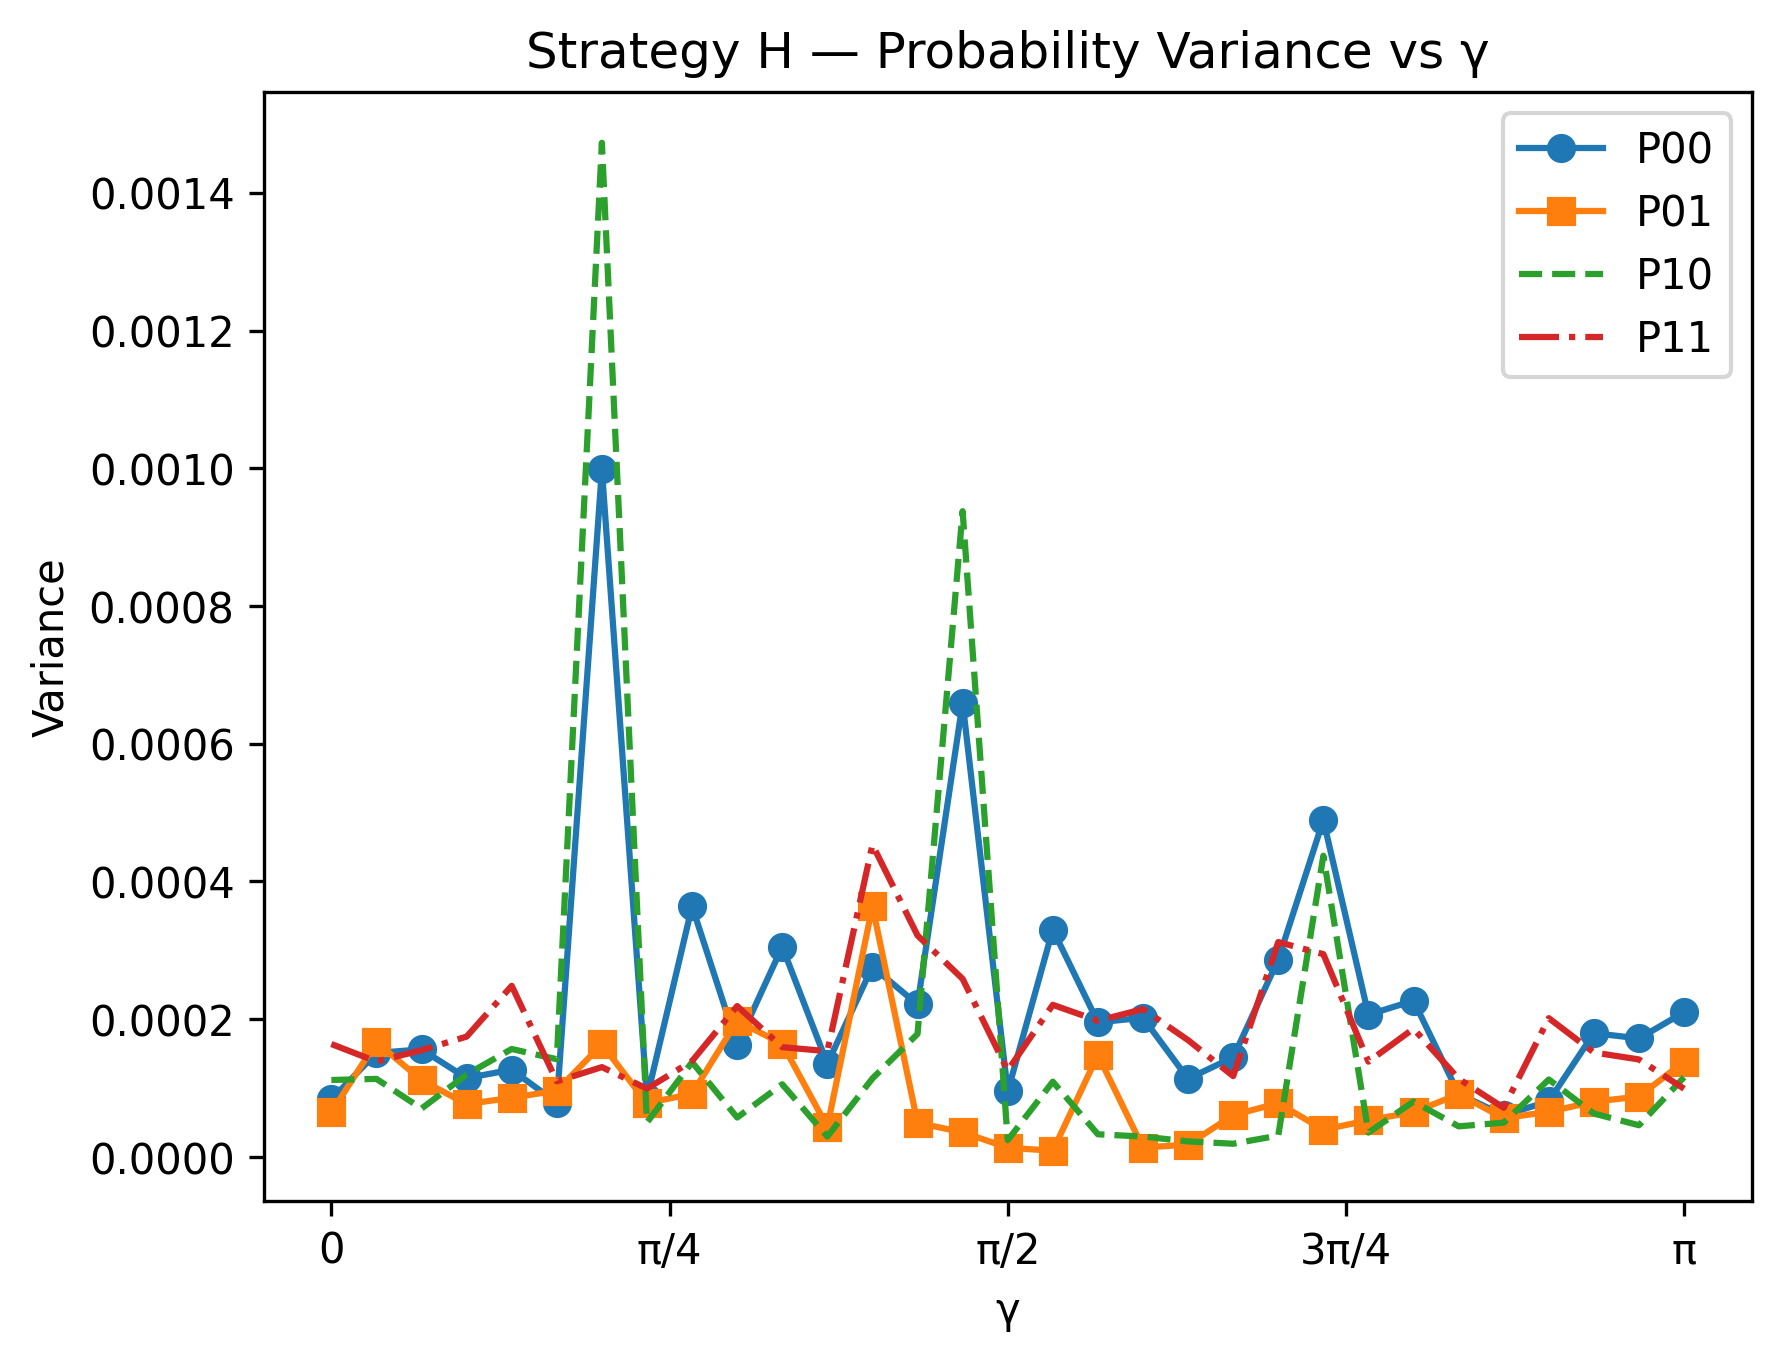 Strategy H — Probability Variance vs γ
P00
P01
P10
P11
0.0014
0.0012
0.0010
0.0008
0.0006
0.0004
0.0002
0.0000
Variance
0 π/4 π/2 3π/4 π
γ